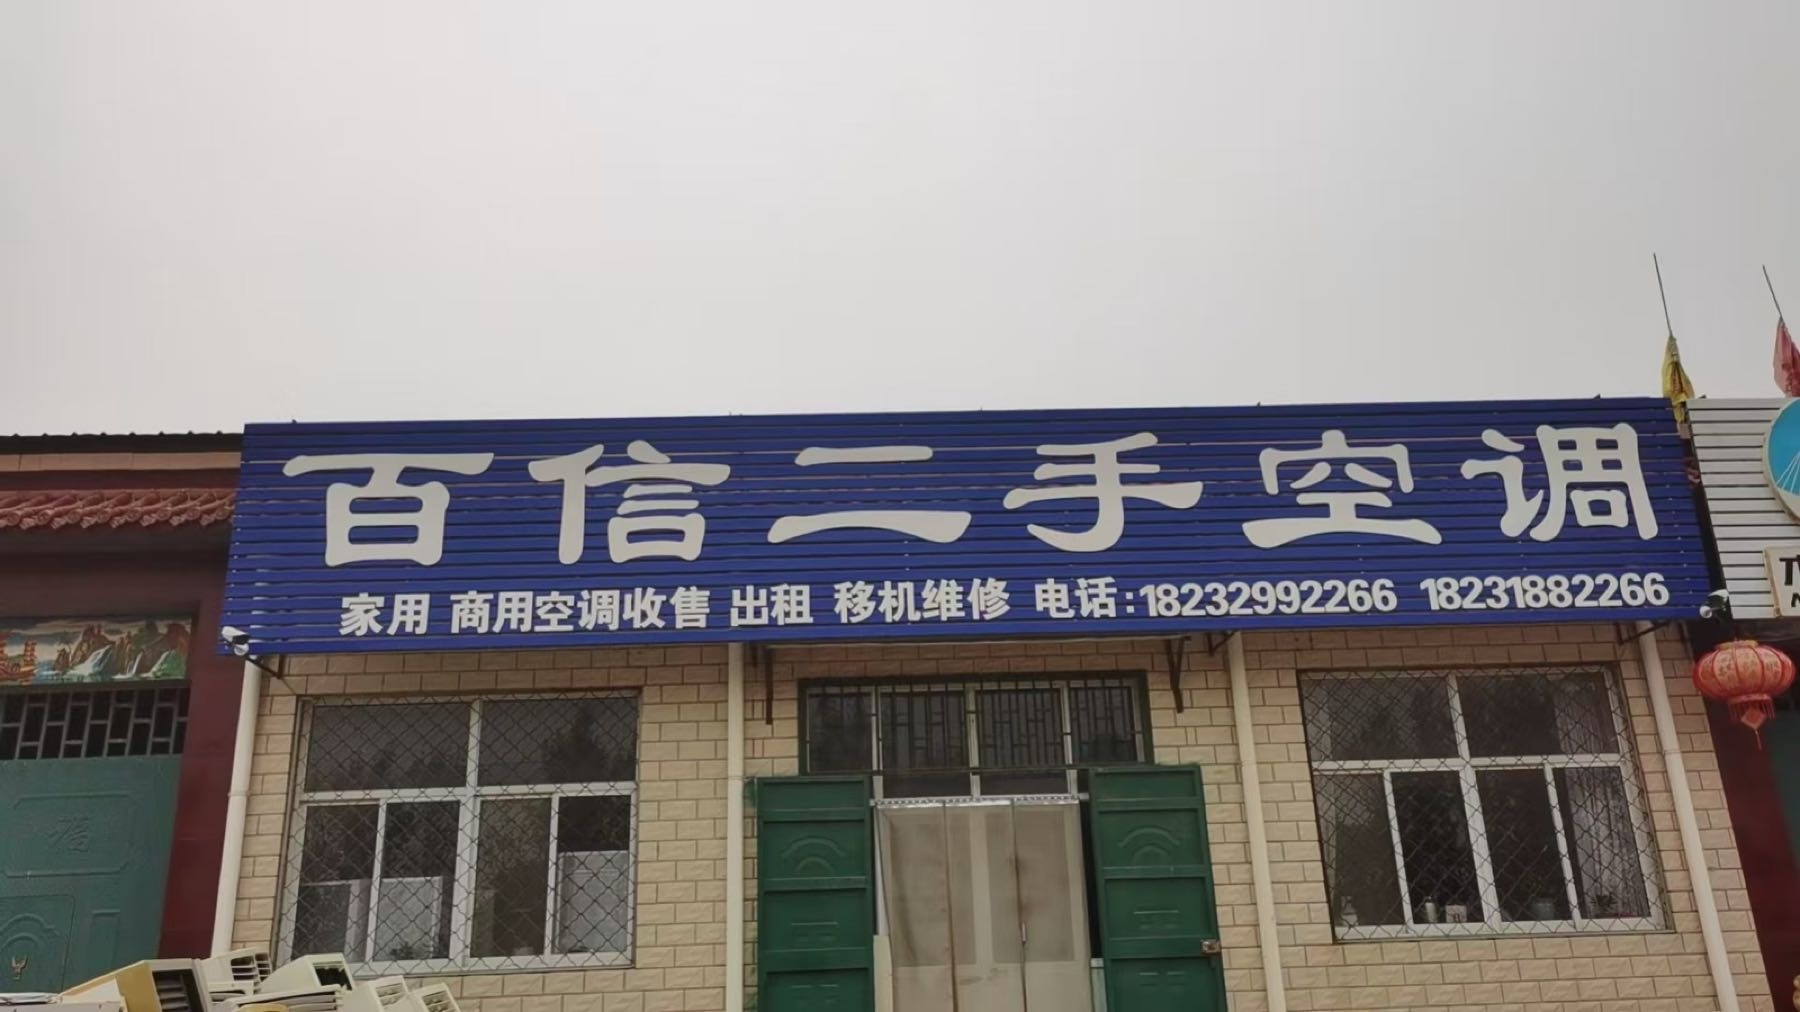 百信二手空调
家用 商用空调收售 出租 移机维修 电话:18232992266 18231882266